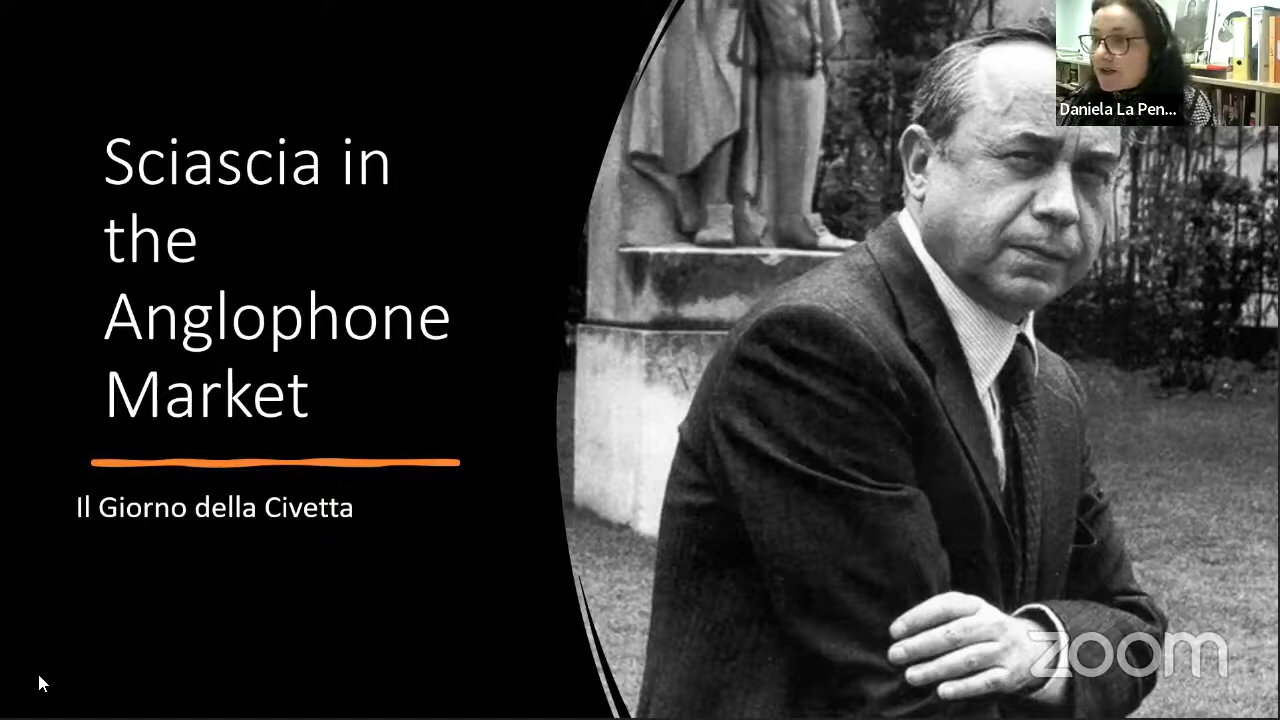 Sciascia in
the
Anglophone
Market
Il Giorno della Civetta
Daniela La Pen...
zoom